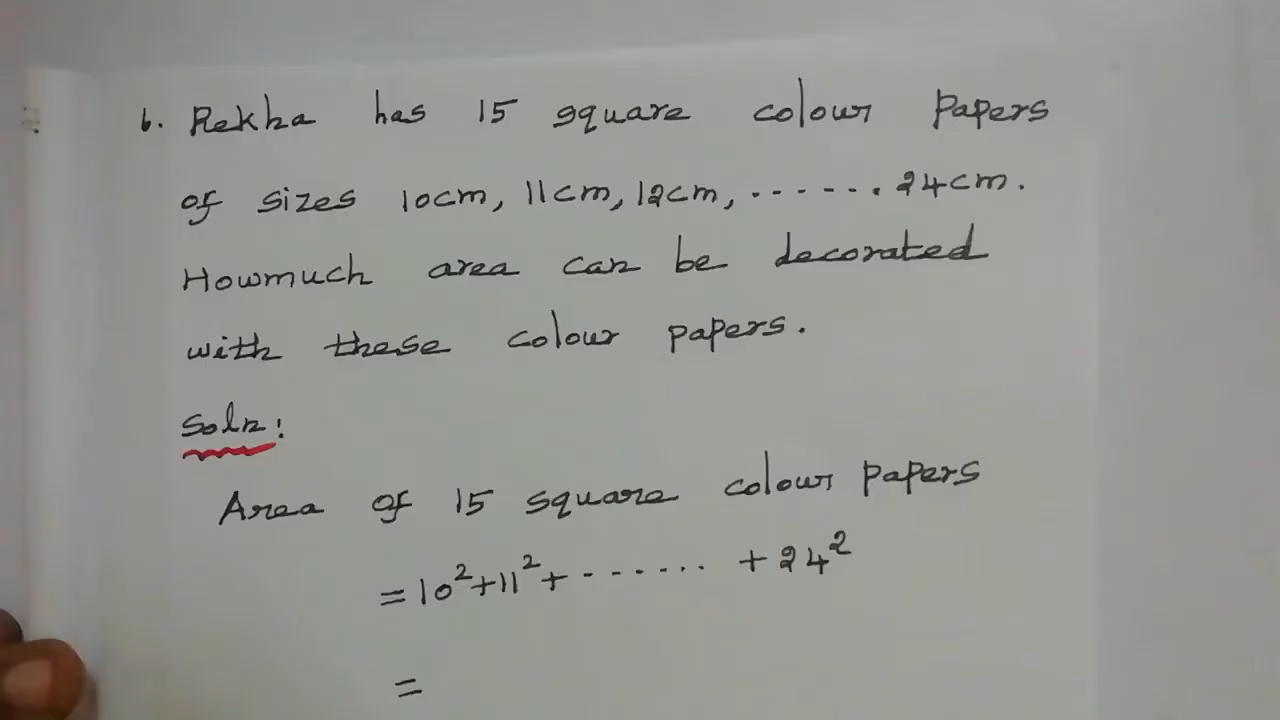 6. Rekha has 15 square colour Papers
of sizes 10cm, 11cm, 12cm, ....... 24cm.
Howmuch area can be decorated
with these colour papers.
Soln:
Area of 15 square colour papers
= 10² + 11² + ....... + 24²
=